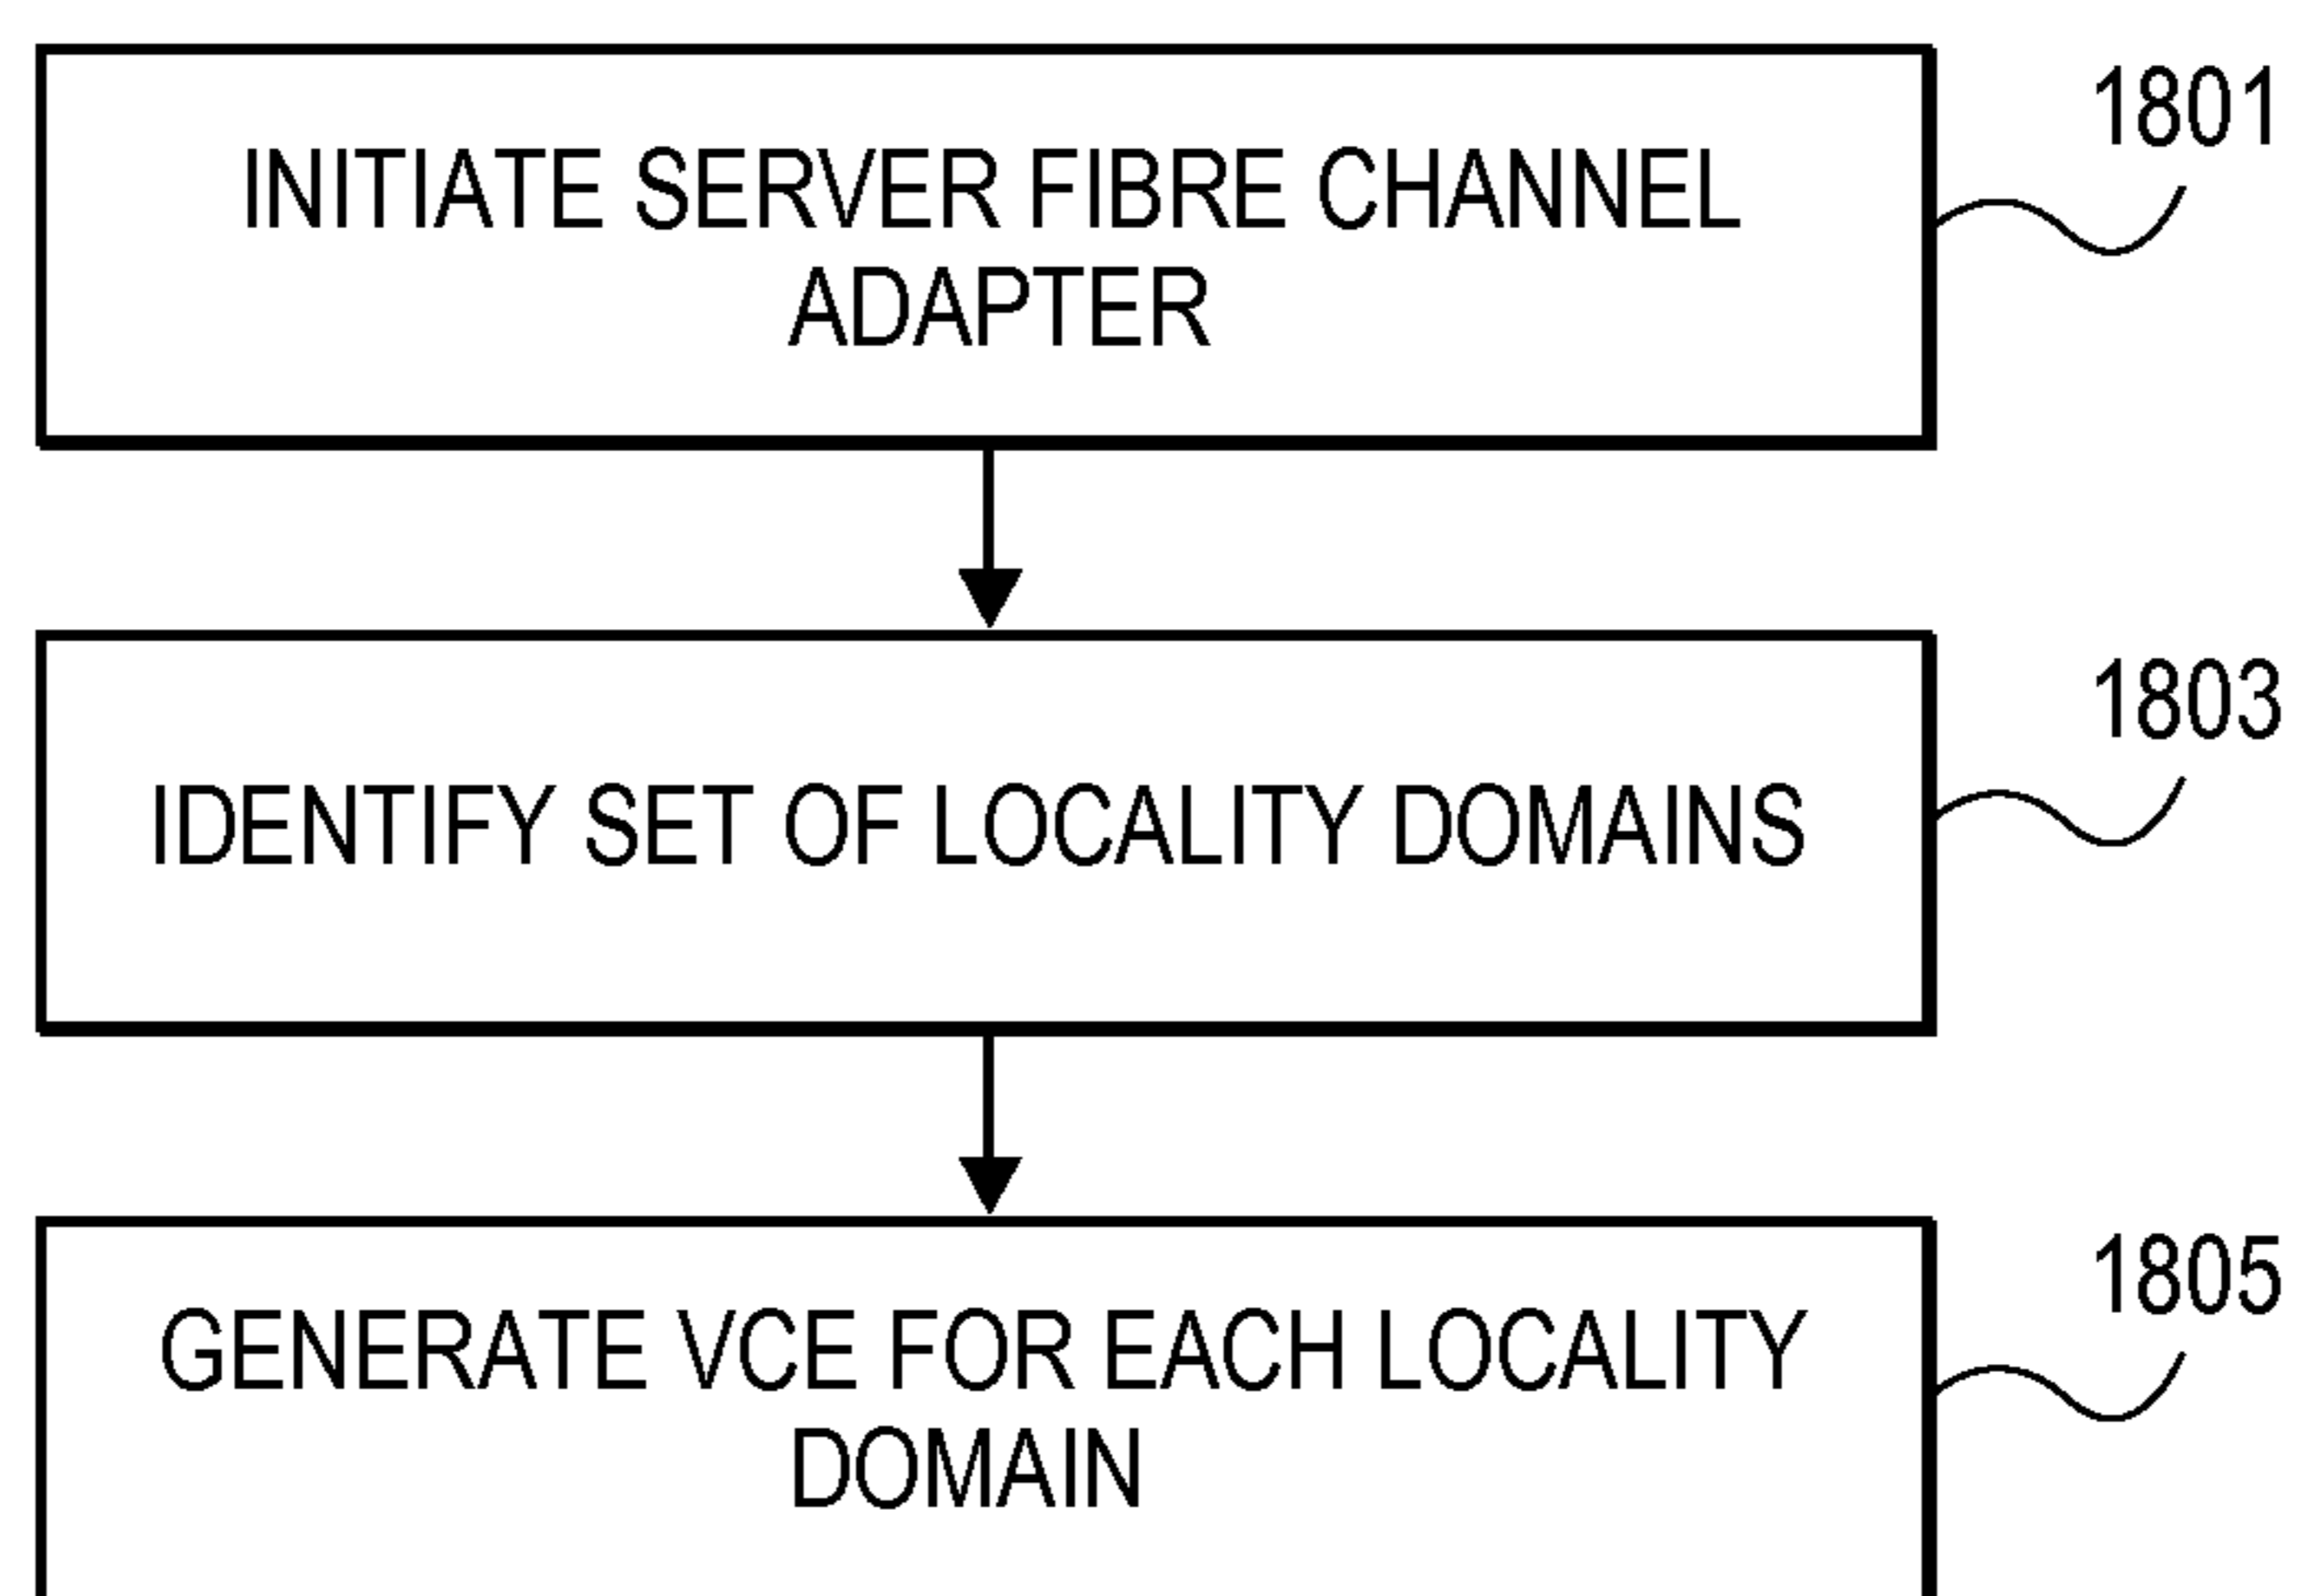 1801
INITIATE SERVER FIBRE CHANNEL
ADAPTER
1803
IDENTIFY SET OF LOCALITY DOMAINS
1805
GENERATE VCE FOR EACH LOCALITY
DOMAIN